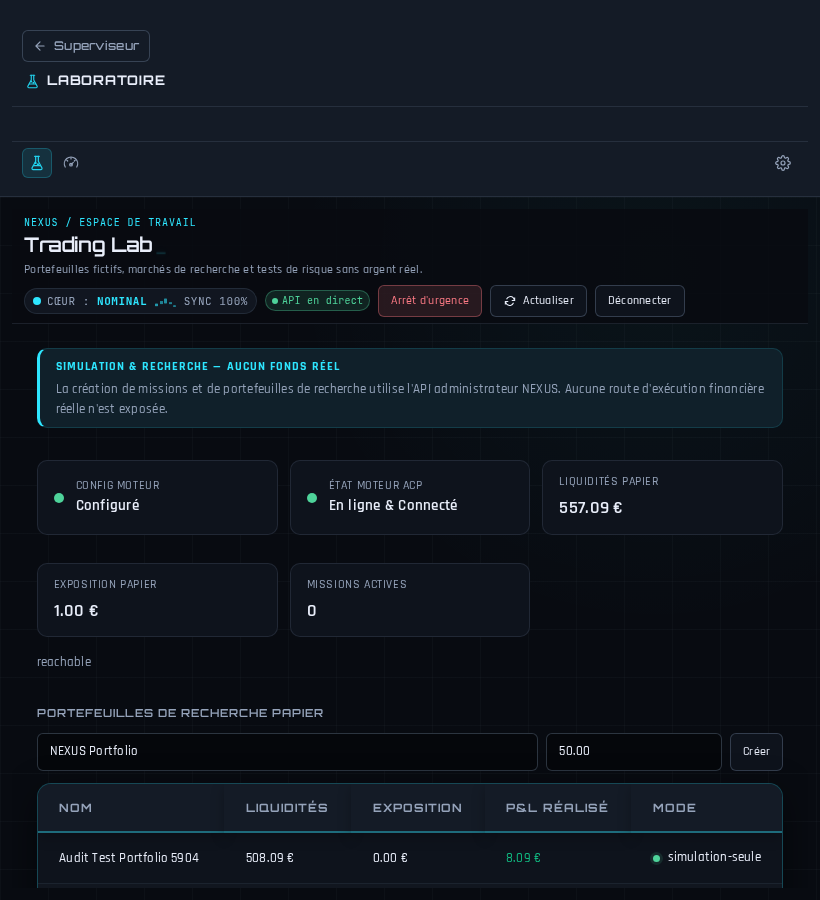 Superviseur
LABORATOIRE
NEXUS / ESPACE DE TRAVAIL
Trading Lab _
Portefeuilles fictifs, marchés de recherche et tests de risque sans argent réel.
CŒUR : NOMINAL SYNC 100% API en direct Arrêt d'urgence Actualiser Déconnecter
SIMULATION & RECHERCHE — AUCUN FONDS RÉEL
La création de missions et de portefeuilles de recherche utilise l'API administrateur NEXUS. Aucune route d'exécution financière
réelle n'est exposée.
CONFIG MOTEUR
Configuré
ÉTAT MOTEUR ACP
En ligne & Connecté
LIQUIDITÉS PAPIER
557.09 €
EXPOSITION PAPIER
1.00 €
MISSIONS ACTIVES
0
reachable
PORTEFEUILLES DE RECHERCHE PAPIER
NEXUS Portfolio 50.00 Créer
NOM LIQUIDITÉS EXPOSITION P&L RÉALISÉ MODE
Audit Test Portfolio 5904 508.09 € 0.00 € 8.09 € simulation-seule